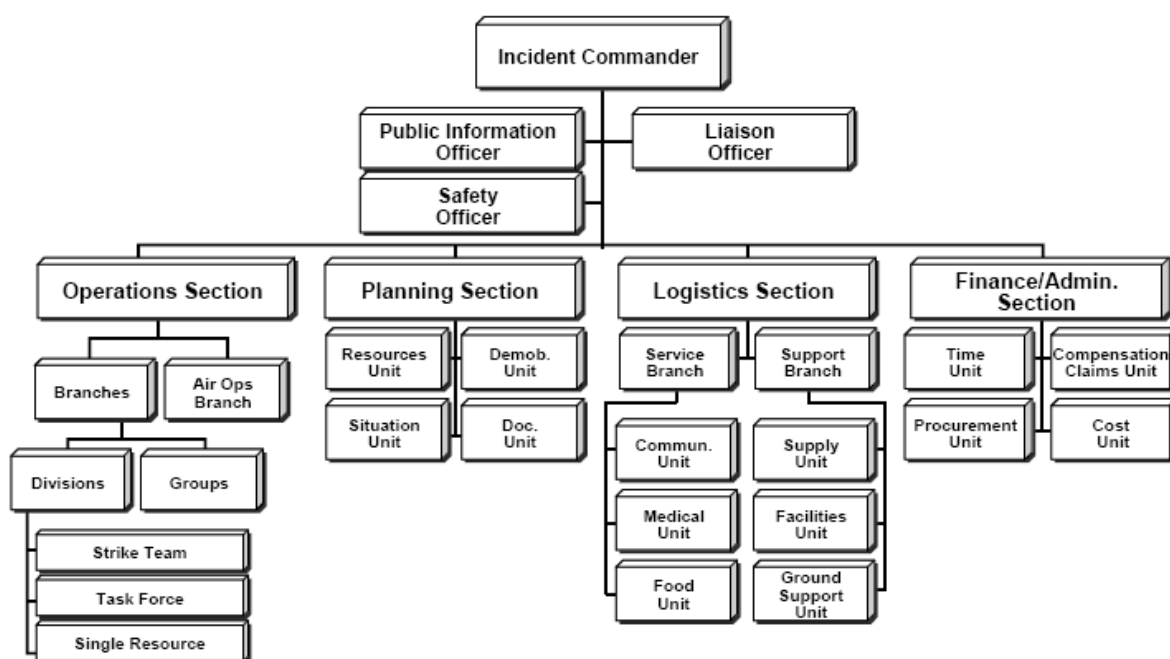 Incident Commander
Public Information
Officer
Liaison
Officer
Safety
Officer
Operations Section
Planning Section
Logistics Section
Finance/Admin.
Section
Branches
Air Ops
Branch
Divisions
Groups
Strike Team
Task Force
Single Resource
Resources
Unit
Demob.
Unit
Situation
Unit
Doc.
Unit
Service
Branch
Support
Branch
Commun.
Unit
Supply
Unit
Medical
Unit
Facilities
Unit
Food
Unit
Ground
Support
Unit
Time
Unit
Compensation
Claims Unit
Procurement
Unit
Cost
Unit